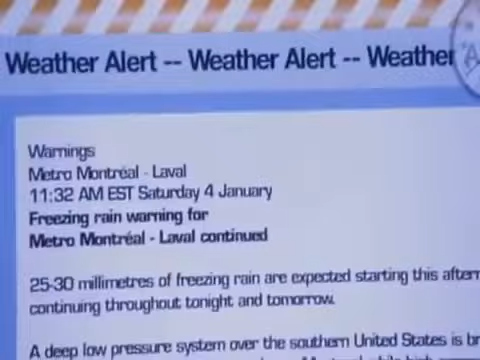 Weather Alert -- Weather Alert -- Weather
Warnings
Metro Montréal - Laval
11:32 AM EST Saturday 4 January
Freezing rain warning for
Metro Montréal - Laval continued
25-30 millimetres of freezing rain are expected starting this aftern
continuing throughout tonight and tomorrow.
A deep low pressure system over the southern United States is br